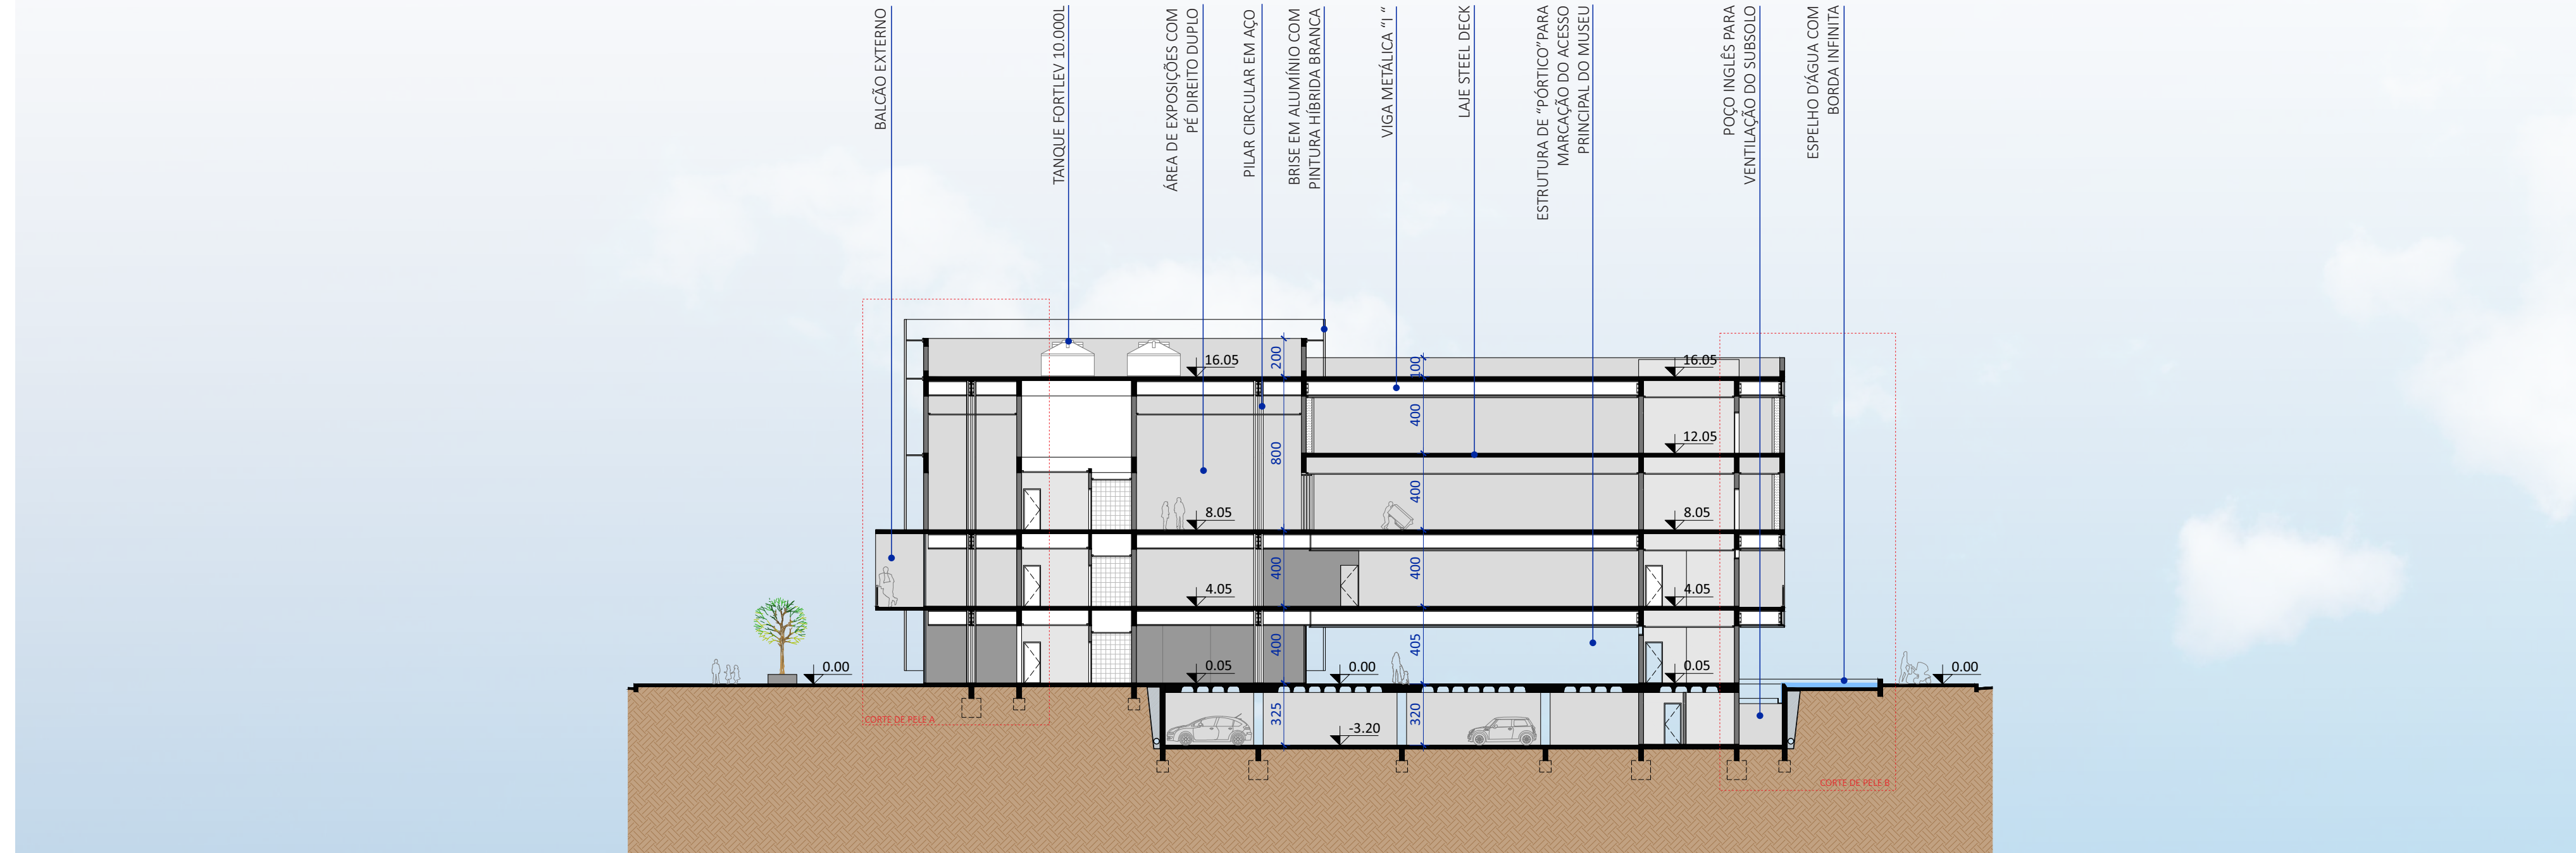 BALCÃO EXTERNO
TANQUE FORTLEV 10.000L
ÁREA DE EXPOSIÇÕES COM
PÉ DIREITO DUPLO
PILAR CIRCULAR EM AÇO
BRISE EM ALUMÍNIO COM
PINTURA HÍBRIDA BRANCA
VIGA METÁLICA "I "
LAJE STEEL DECK
ESTRUTURA DE "PÓRTICO"PARA
MARCAÇÃO DO ACESSO
PRINCIPAL DO MUSEU
POÇO INGLÊS PARA
VENTILAÇÃO DO SUBSOLO
ESPELHO D'ÁGUA COM
BORDA INFINITA
16.05
200
100
16.05
400
800
12.05
400
8.05
8.05
400
400
4.05
4.05
400
405
0.00
0.05
0.00
0.05
0.00
325
320
-3.20
CORTE DE PELE A
CORTE DE PELE B